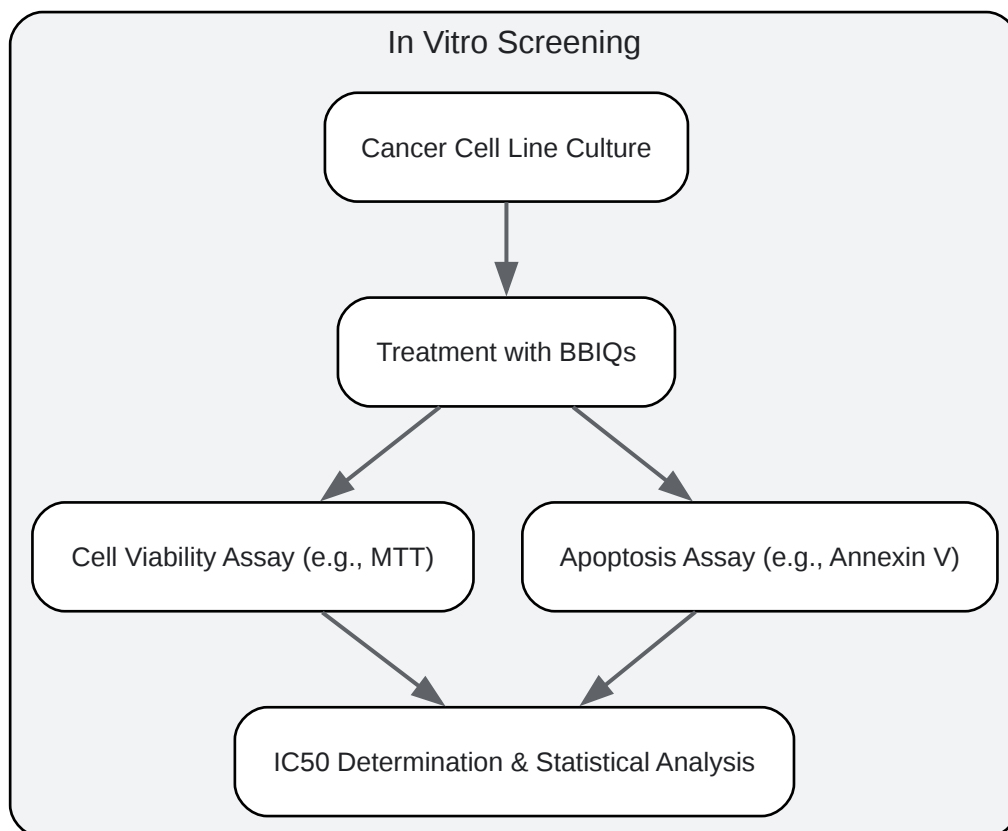 In Vitro Screening
Cancer Cell Line Culture
Treatment with BBIQs
Cell Viability Assay (e.g., MTT)
Apoptosis Assay (e.g., Annexin V)
IC50 Determination & Statistical Analysis